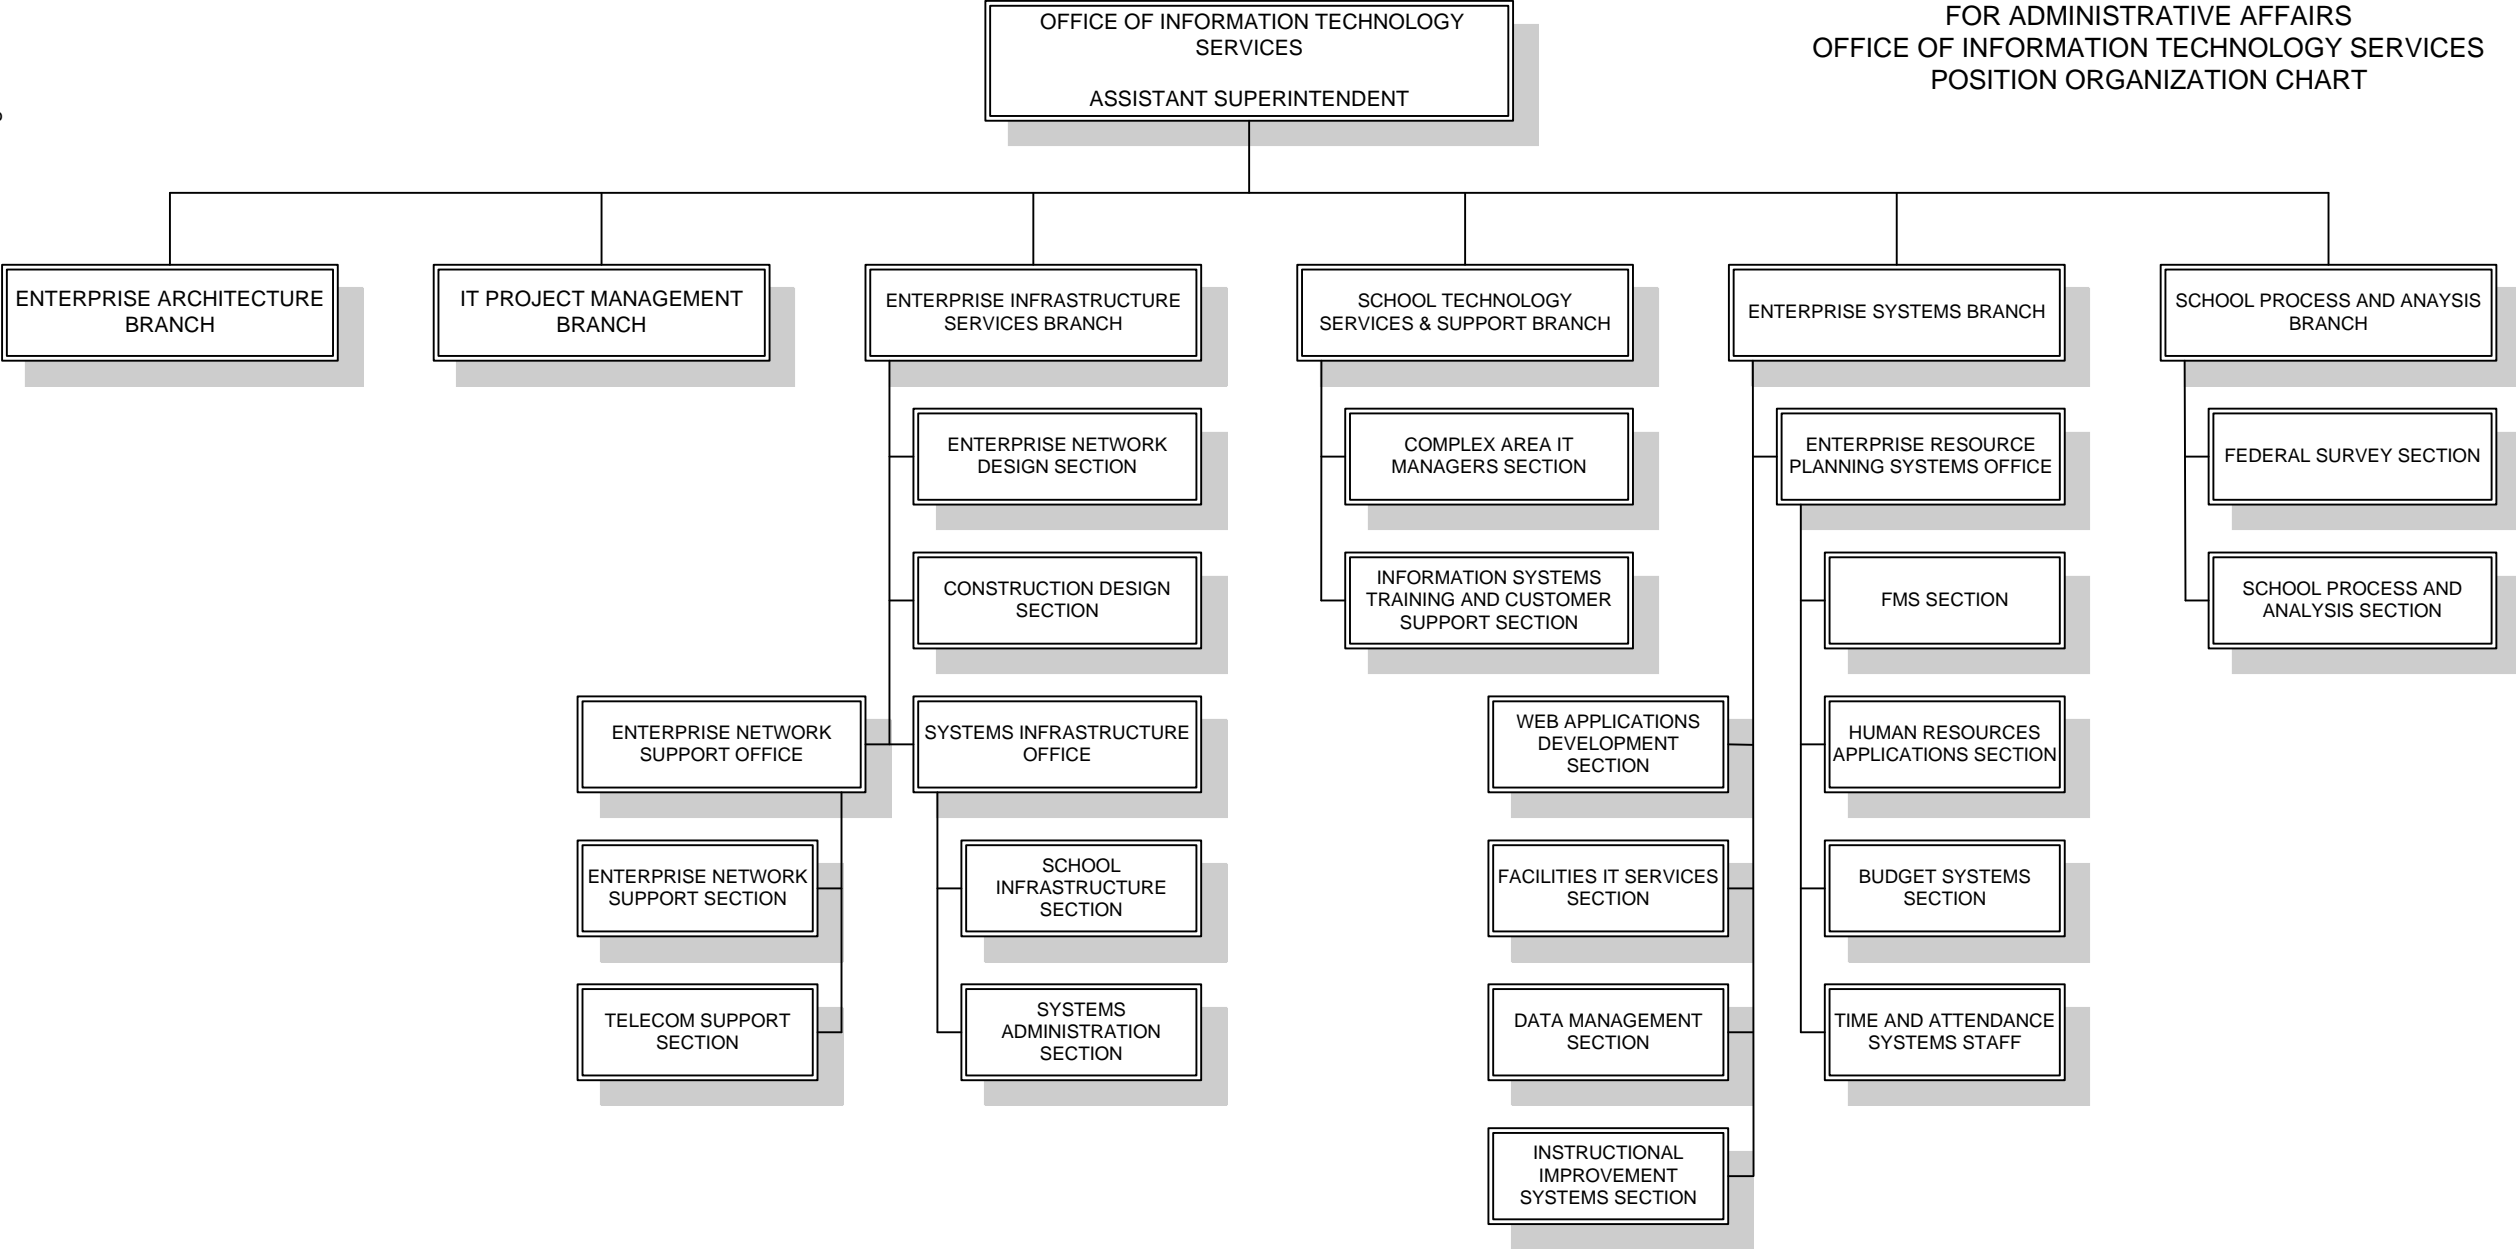 OFFICE OF INFORMATION TECHNOLOGY
SERVICES
ASSISTANT SUPERINTENDENT
FOR ADMINISTRATIVE AFFAIRS
OFFICE OF INFORMATION TECHNOLOGY SERVICES
POSITION ORGANIZATION CHART
ENTERPRISE ARCHITECTURE
BRANCH
IT PROJECT MANAGEMENT
BRANCH
ENTERPRISE INFRASTRUCTURE
SERVICES BRANCH
SCHOOL TECHNOLOGY
SERVICES & SUPPORT BRANCH
ENTERPRISE SYSTEMS BRANCH
SCHOOL PROCESS AND ANAYSIS
BRANCH
ENTERPRISE NETWORK
DESIGN SECTION
COMPLEX AREA IT
MANAGERS SECTION
ENTERPRISE RESOURCE
PLANNING SYSTEMS OFFICE
FEDERAL SURVEY SECTION
CONSTRUCTION DESIGN
SECTION
INFORMATION SYSTEMS
TRAINING AND CUSTOMER
SUPPORT SECTION
FMS SECTION
SCHOOL PROCESS AND
ANALYSIS SECTION
ENTERPRISE NETWORK
SUPPORT OFFICE
SYSTEMS INFRASTRUCTURE
OFFICE
WEB APPLICATIONS
DEVELOPMENT
SECTION
HUMAN RESOURCES
APPLICATIONS SECTION
ENTERPRISE NETWORK
SUPPORT SECTION
SCHOOL
INFRASTRUCTURE
SECTION
FACILITIES IT SERVICES
SECTION
BUDGET SYSTEMS
SECTION
TELECOM SUPPORT
SECTION
SYSTEMS
ADMINISTRATION
SECTION
DATA MANAGEMENT
SECTION
TIME AND ATTENDANCE
SYSTEMS STAFF
INSTRUCTIONAL
IMPROVEMENT
SYSTEMS SECTION